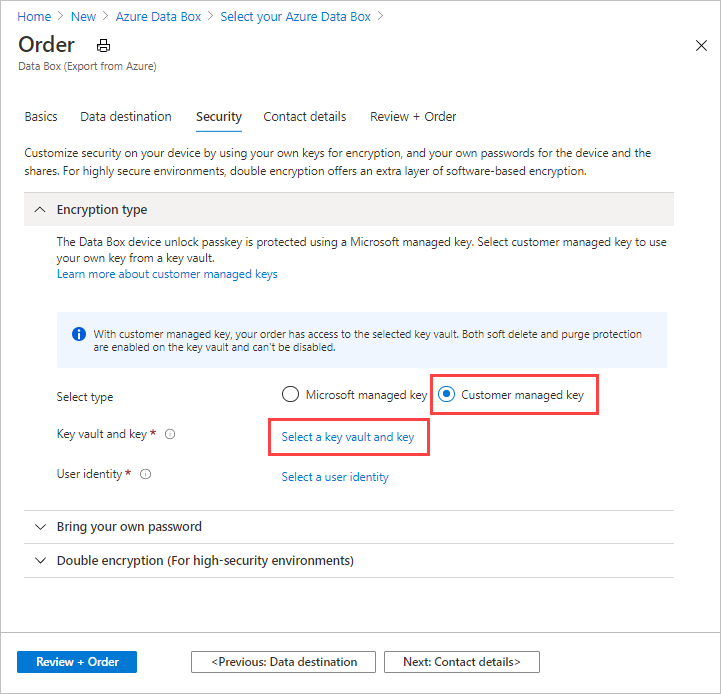 Home > New > Azure Data Box > Select your Azure Data Box >
Order
Data Box (Export from Azure)
Basics Data destination Security Contact details Review + Order
Customize security on your device by using your own keys for encryption, and your own passwords for the device and the
shares. For highly secure environments, double encryption offers an extra layer of software-based encryption.
Encryption type
The Data Box device unlock passkey is protected using a Microsoft managed key. Select customer managed key to use
your own key from a key vault.
Learn more about customer managed keys
With customer managed key, your order has access to the selected key vault. Both soft delete and purge protection
are enabled on the key vault and can't be disabled.
Select type Microsoft managed key Customer managed key
Key vault and key * Select a key vault and key
User identity * Select a user identity
Bring your own password
Double encryption (For high-security environments)
Review + Order <Previous: Data destination Next: Contact details>